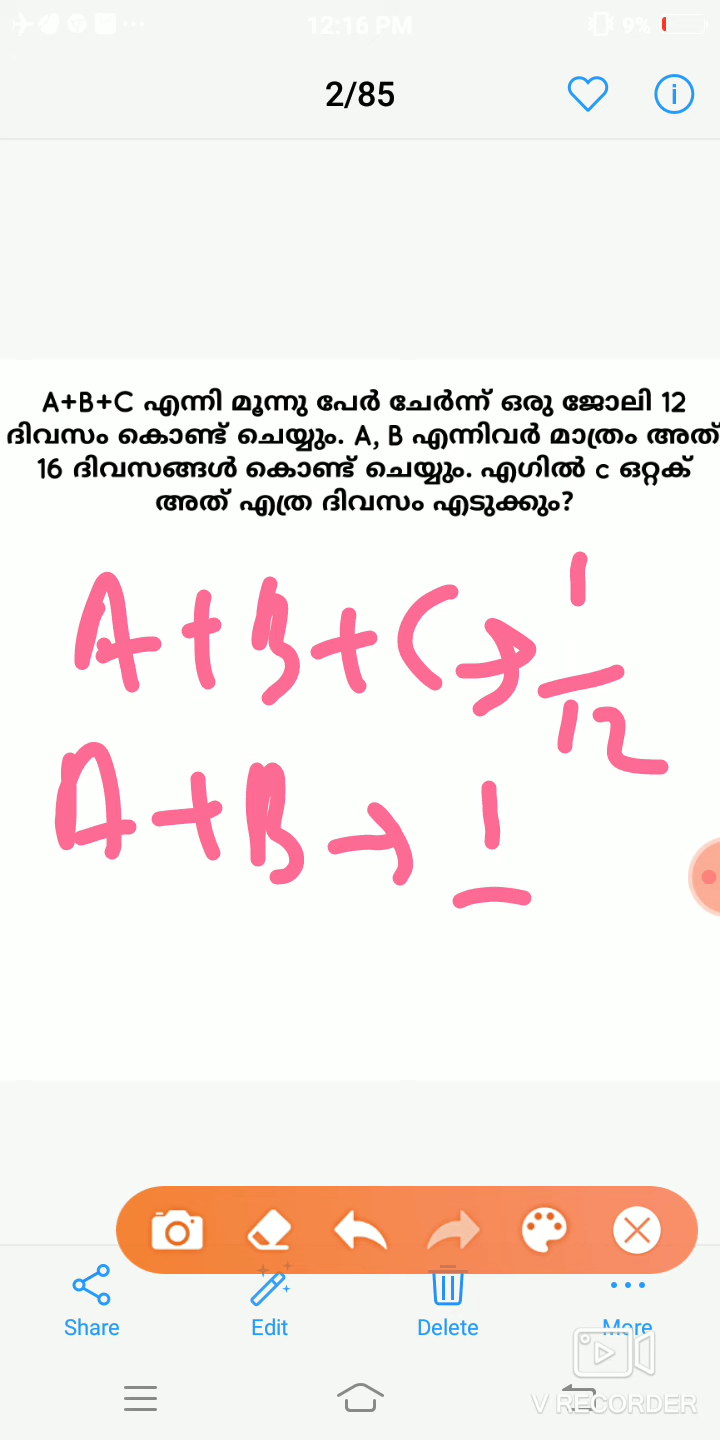 12:16 PM
9%
2/85
A+B+C എന്നി മൂന്നു പേർ ചേർന്ന് ഒരു ജോലി 12
ദിവസം കൊണ്ട് ചെയ്യും. A, B എന്നിവർ മാത്രം അത്
16 ദിവസങ്ങൾ കൊണ്ട് ചെയ്യും. എഗിൽ c ഒറ്റക്
അത് എത്ര ദിവസം എടുക്കും?
A+B+C→ 1/12
A+B → 1
Share Edit Delete More
V RECORDER